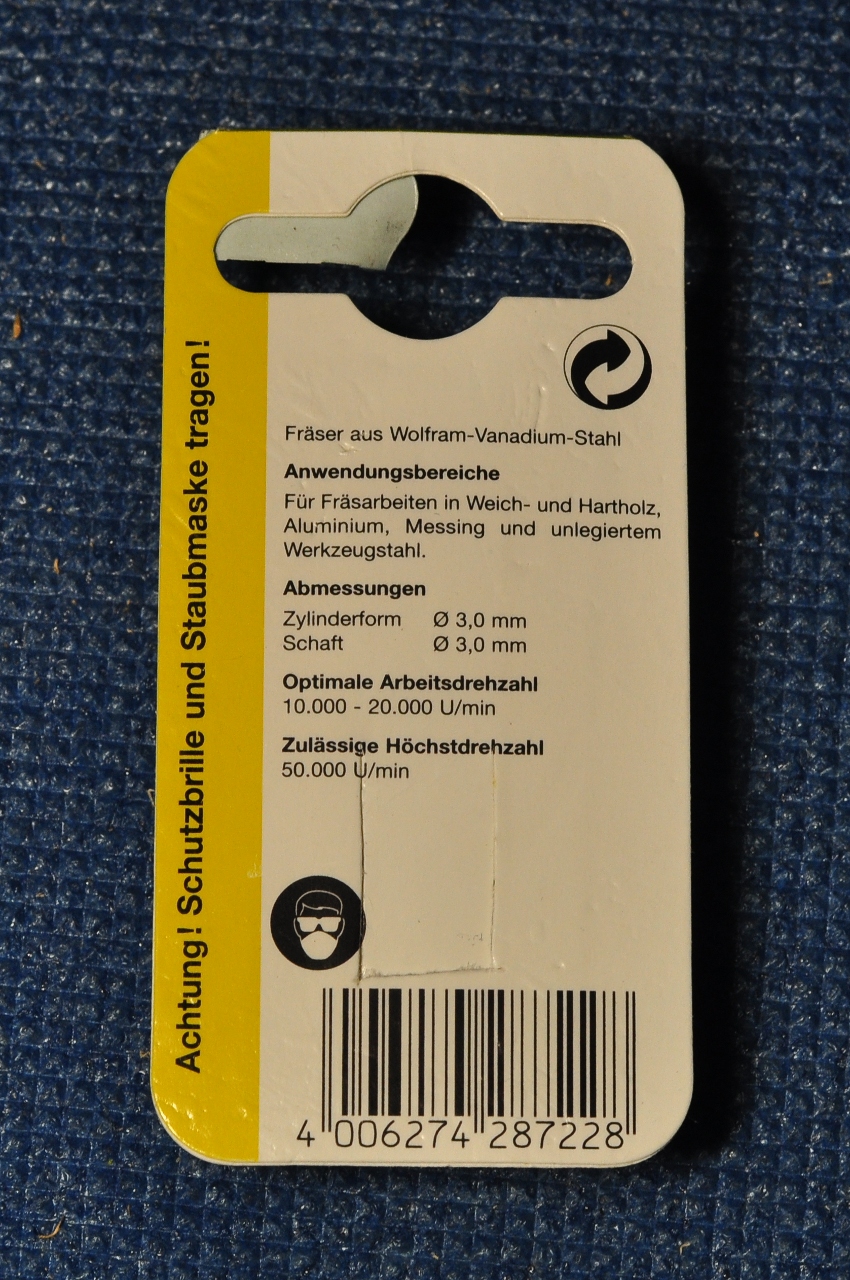 Achtung! Schutzbrille und Staubmaske tragen!
Fräser aus Wolfram-Vanadium-Stahl
Anwendungsbereiche
Für Fräsarbeiten in Weich- und Hartholz,
Aluminium, Messing und unlegiertem
Werkzeugstahl.
Abmessungen
Zylinderform Ø 3,0 mm
Schaft Ø 3,0 mm
Optimale Arbeitsdrehzahl
10.000 - 20.000 U/min
Zulässige Höchstdrehzahl
50.000 U/min
4 006274 287228